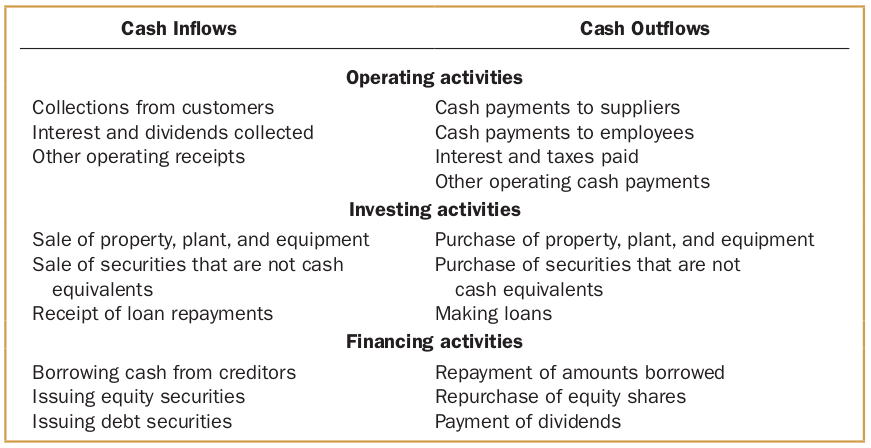 Cash Inflows Cash Outflows
Operating activities
Collections from customers Cash payments to suppliers
Interest and dividends collected Cash payments to employees
Other operating receipts Interest and taxes paid
Other operating cash payments
Investing activities
Sale of property, plant, and equipment Purchase of property, plant, and equipment
Sale of securities that are not cash Purchase of securities that are not
equivalents cash equivalents
Receipt of loan repayments Making loans
Financing activities
Borrowing cash from creditors Repayment of amounts borrowed
Issuing equity securities Repurchase of equity shares
Issuing debt securities Payment of dividends